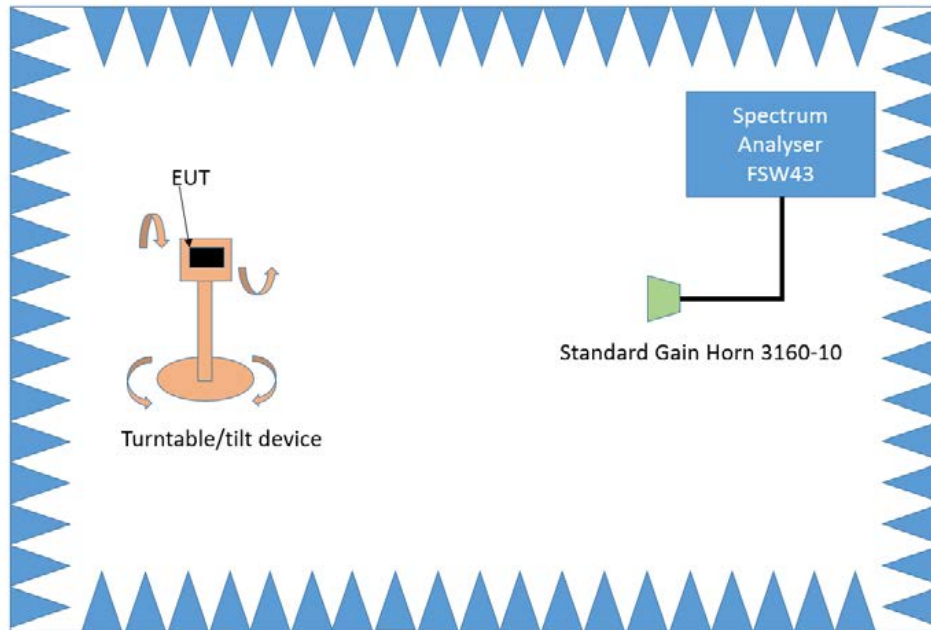 Spectrum
Analyser
FSW43
EUT
Standard Gain Horn 3160-10
Turntable/tilt device